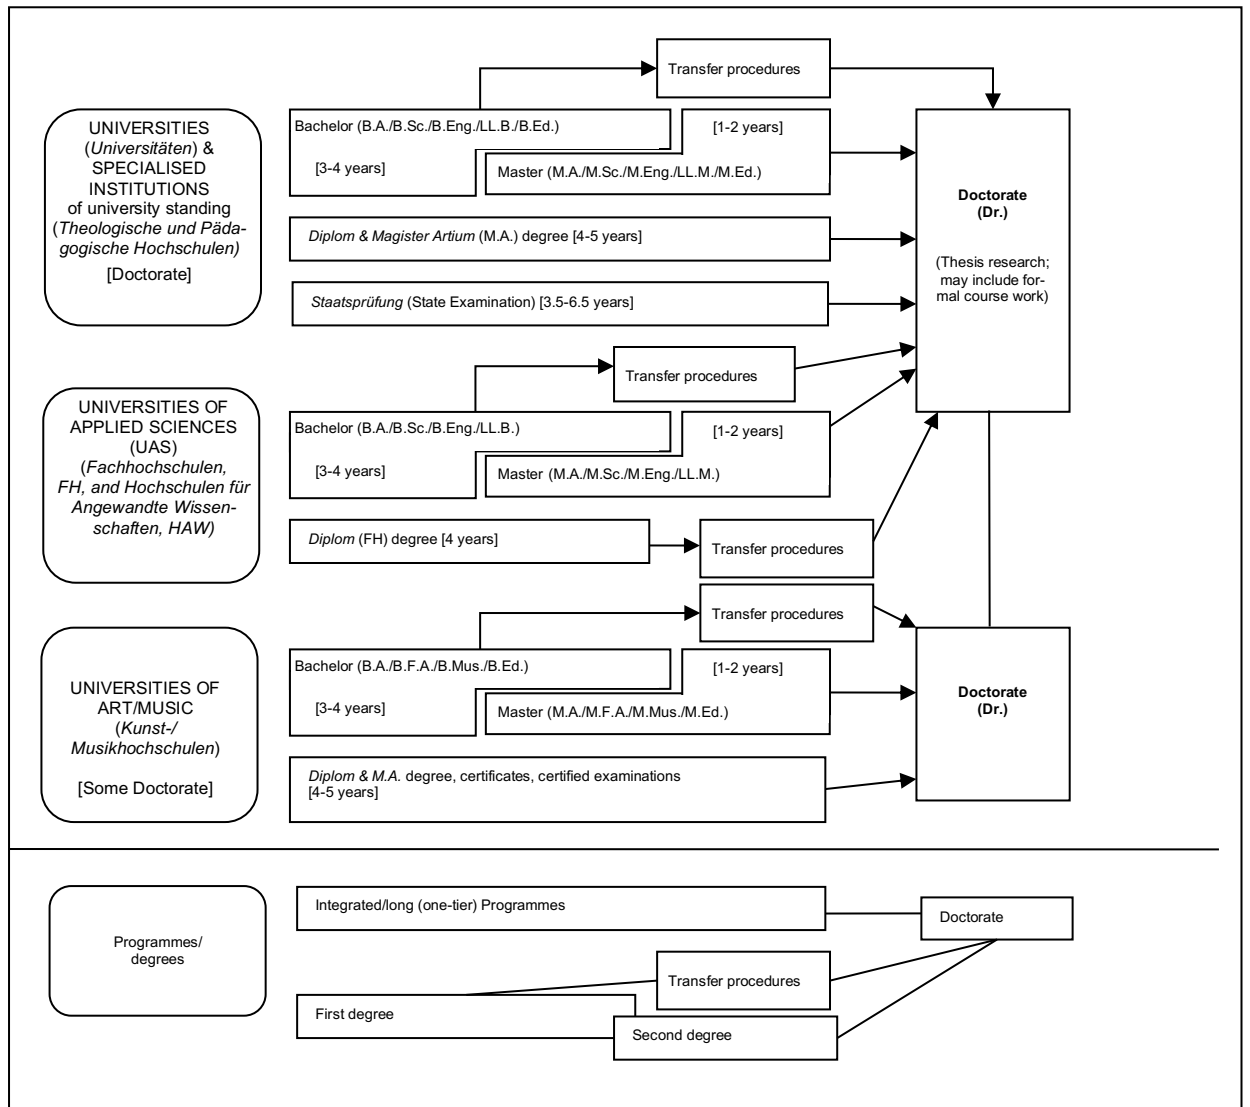 Transfer procedures
UNIVERSITIES
(Universitäten) &
SPECIALISED
INSTITUTIONS
of university standing
(Theologische und Päda-
gogische Hochschulen)
[Doctorate]
Bachelor (B.A./B.Sc./B.Eng./LL.B./B.Ed.)
[3-4 years]
[1-2 years]
Master (M.A./M.Sc./M.Eng./LL.M./M.Ed.)
Diplom & Magister Artium (M.A.) degree [4-5 years]
Staatsprüfung (State Examination) [3.5-6.5 years]
Doctorate
(Dr.)
(Thesis research;
may include for-
mal course work)
Transfer procedures
UNIVERSITIES OF
APPLIED SCIENCES
(UAS)
(Fachhochschulen,
FH, and Hochschulen für
Angewandte Wissen-
schaften, HAW)
Bachelor (B.A./B.Sc./B.Eng./LL.B.)
[3-4 years]
[1-2 years]
Master (M.A./M.Sc./M.Eng./LL.M.)
Diplom (FH) degree [4 years]
Transfer procedures
Transfer procedures
UNIVERSITIES OF
ART/MUSIC
(Kunst-/
Musikhochschulen)
[Some Doctorate]
Bachelor (B.A./B.F.A./B.Mus./B.Ed.)
[3-4 years]
[1-2 years]
Master (M.A./M.F.A./M.Mus./M.Ed.)
Diplom & M.A. degree, certificates, certified examinations
[4-5 years]
Doctorate
(Dr.)
Programmes/
degrees
Integrated/long (one-tier) Programmes
Doctorate
Transfer procedures
First degree
Second degree